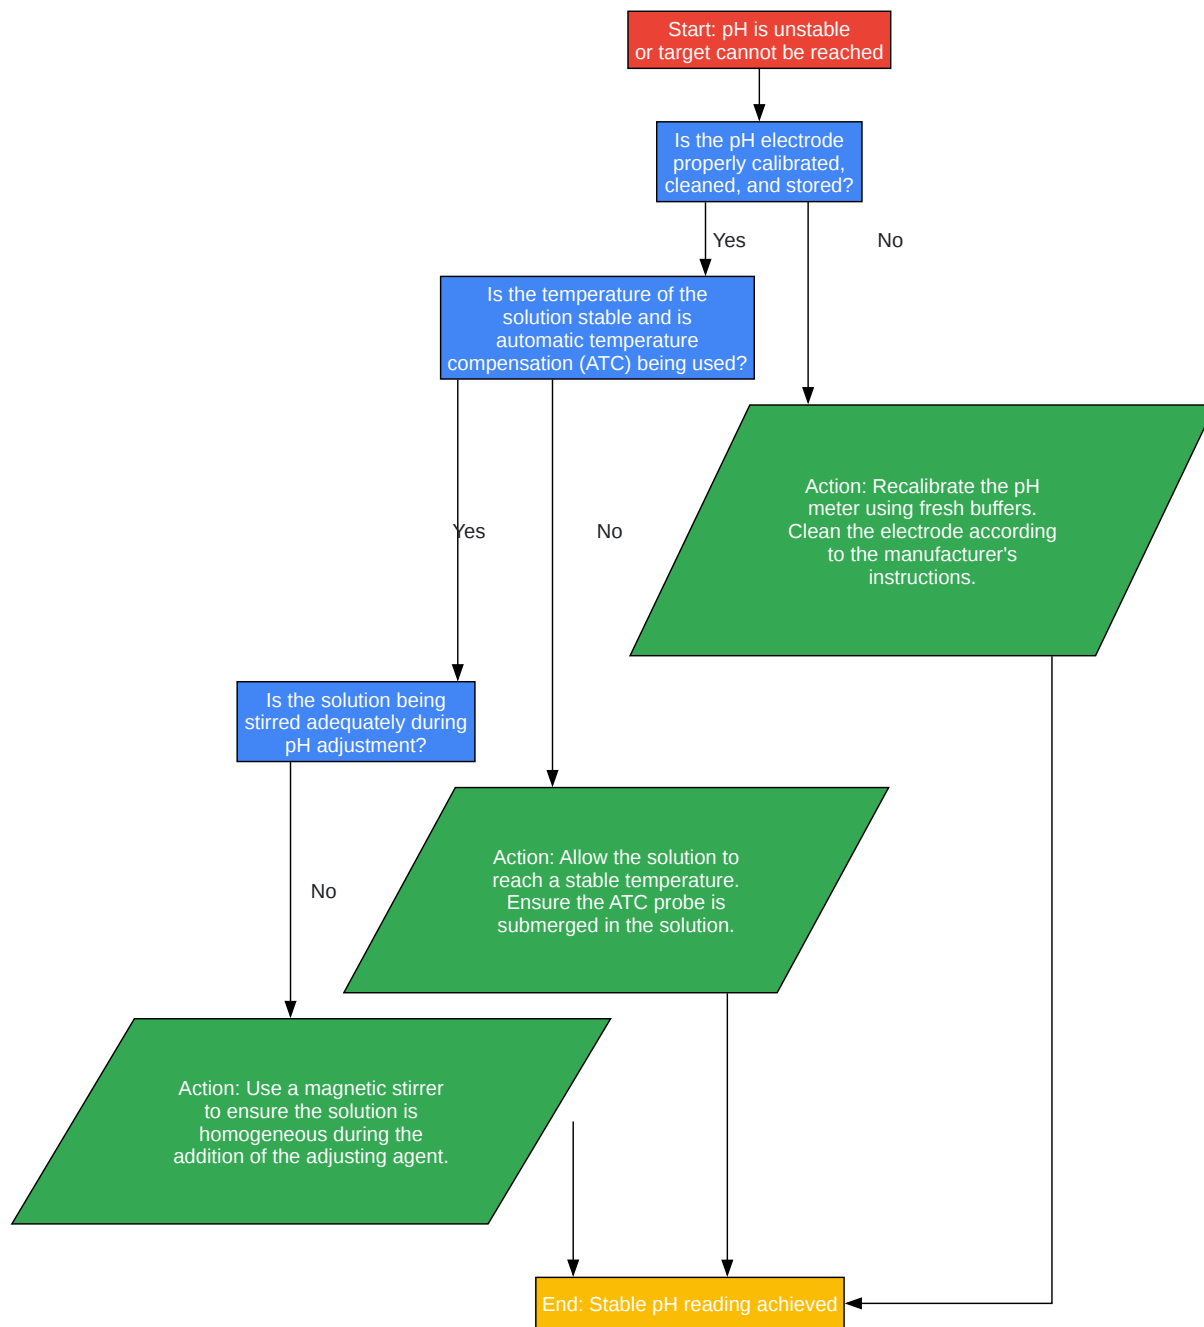 Start: pH is unstable
or target cannot be reached
Is the pH electrode
properly calibrated,
cleaned, and stored?
Yes
No
Is the temperature of the
solution stable and is
automatic temperature
compensation (ATC) being used?
Action: Recalibrate the pH
meter using fresh buffers.
Clean the electrode according
to the manufacturer's
instructions.
Yes
No
Is the solution being
stirred adequately during
pH adjustment?
Action: Allow the solution to
reach a stable temperature.
Ensure the ATC probe is
submerged in the solution.
No
Action: Use a magnetic stirrer
to ensure the solution is
homogeneous during the
addition of the adjusting agent.
End: Stable pH reading achieved